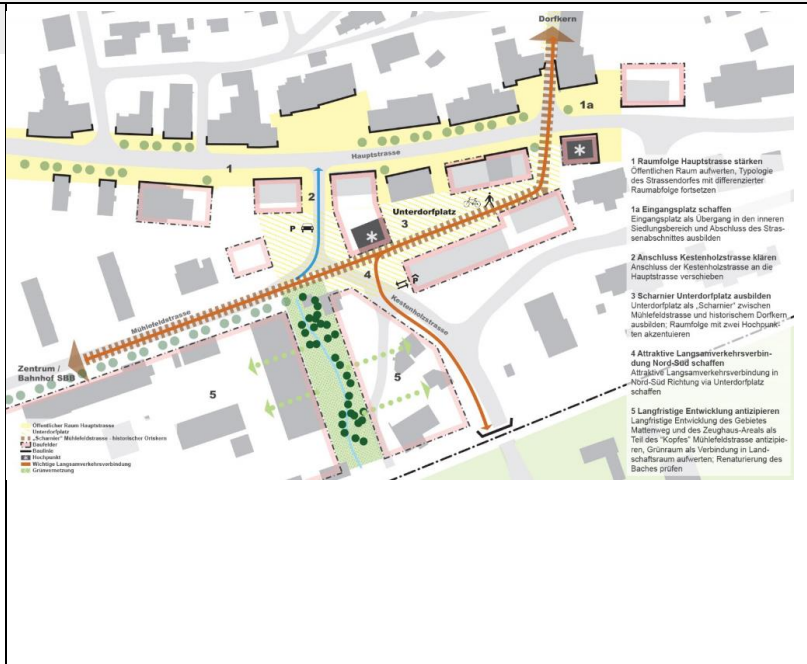 Dorfkern
1a
Hauptstrasse
1
2
P
Unterdorfplatz
3
4
P
Mühlefeldstrasse
Kestenholzstrasse
Zentrum /
Bahnhof SBB
5
5
Öffentlicher Raum Hauptstrasse
Unterdorfplatz
„Scharnier“ Mühlefeldstrasse - historischer Ortskern
Baufelder
Baulinie
Hochpunkt
Wichtige Langsamverkehrsverbindung
Grünvernetzung
1 Raumfolge Hauptstrasse stärken
Öffentlichen Raum aufwerten, Typologie
des Strassendorfes mit differenzierter
Raumabfolge fortsetzen
1a Eingangsplatz schaffen
Eingangsplatz als Übergang in den inneren
Siedlungsbereich und Abschluss des Stras-
senabschnittes ausbilden
2 Anschluss Kestenholzstrasse klären
Anschluss der Kestenholzstrasse an die
Hauptstrasse verschieben
3 Scharnier Unterdorfplatz ausbilden
Unterdorfplatz als „Scharnier“ zwischen
Mühlefeldstrasse und historischem Dorfkern
ausbilden; Raumfolge mit zwei Hochpunk-
ten akzentuieren
4 Attraktive Langsamverkehrsverbin-
dung Nord-Süd schaffen
Attraktive Langsamverkehrsverbindung in
Nord-Süd Richtung via Unterdorfplatz
schaffen
5 Langfristige Entwicklung antizipieren
Langfristige Entwicklung des Gebietes
Mattenweg und des Zeughaus-Areals als
Teil des "Kopfes" Mühlefeldstrasse antizipie-
ren, Grünraum als Verbindung in Land-
schaftsraum aufwerten; Renaturierung des
Baches prüfen